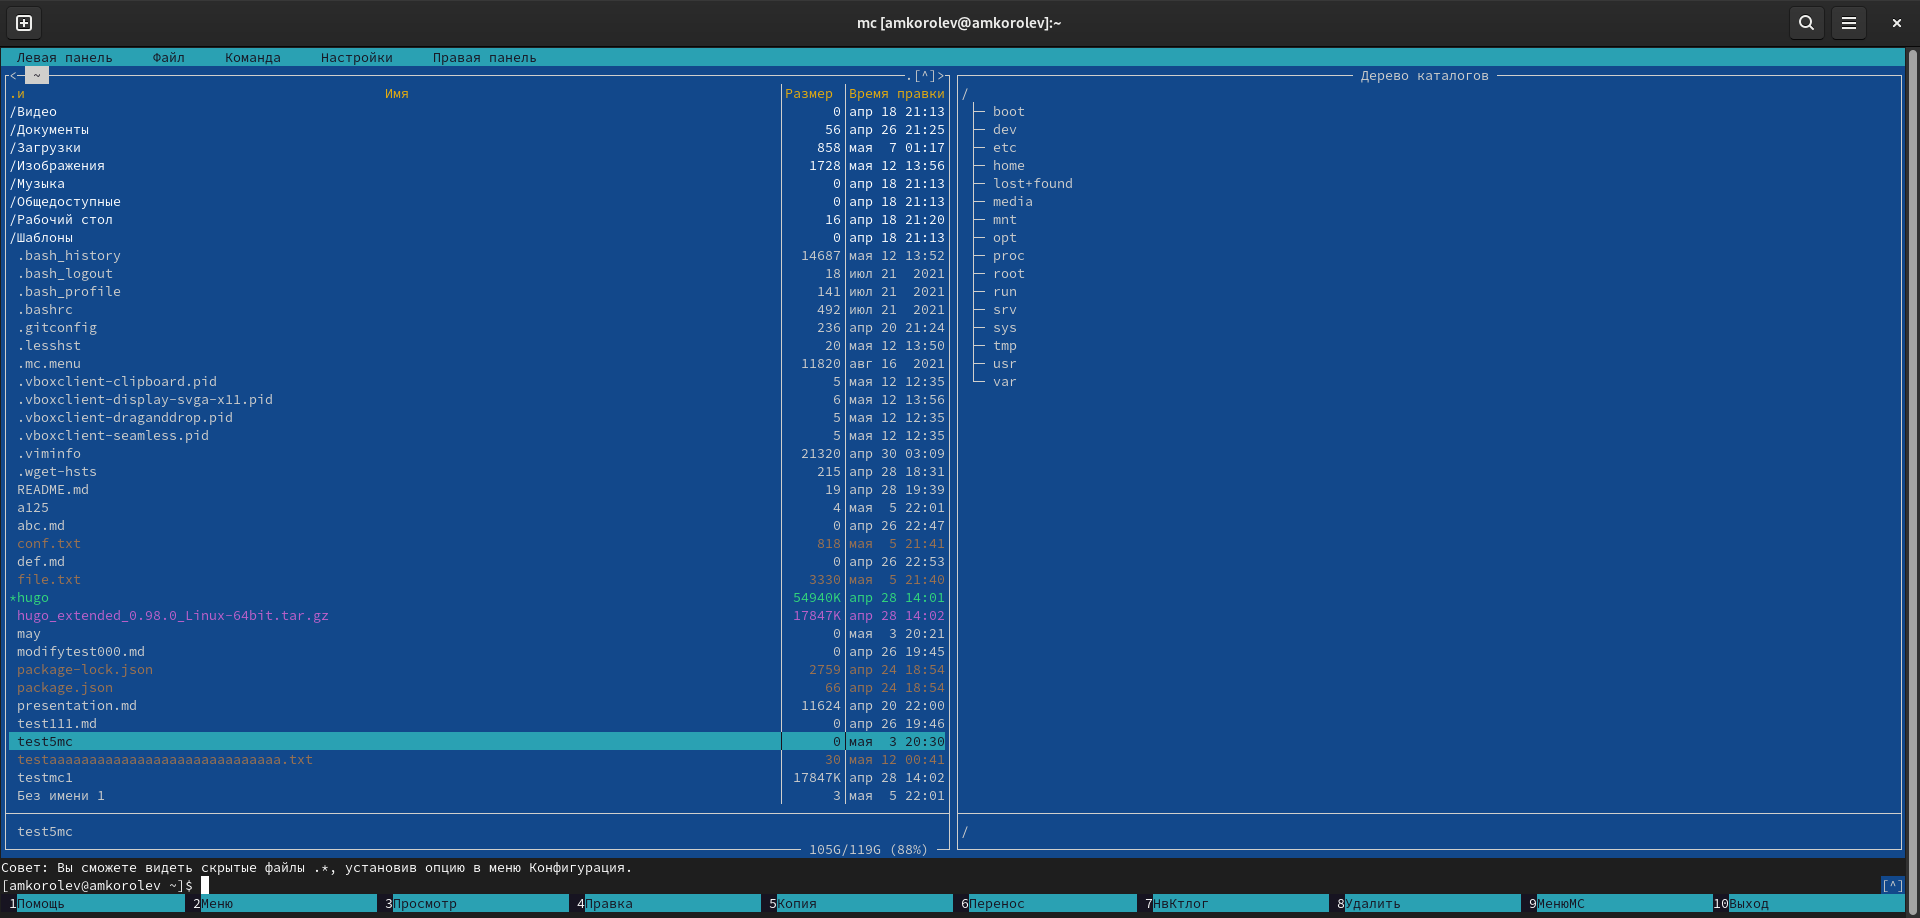 mc [amkorolev@amkorolev]:~
Левая панель Файл Команда Настройки Правая панель
<─ ~ .[^]> Дерево каталогов
.и Имя Размер Время правки /
/Видео 0 апр 18 21:13 boot
/Документы 56 апр 26 21:25 dev
/Загрузки 858 мая 7 01:17 etc
/Изображения 1728 мая 12 13:56 home
/Музыка 0 апр 18 21:13 lost+found
/Общедоступные 0 апр 18 21:13 media
/Рабочий стол 16 апр 18 21:20 mnt
/Шаблоны 0 апр 18 21:13 opt
.bash_history 14687 мая 12 13:52 proc
.bash_logout 18 июл 21 2021 root
.bash_profile 141 июл 21 2021 run
.bashrc 492 июл 21 2021 srv
.gitconfig 236 апр 20 21:24 sys
.lesshst 20 мая 12 13:50 tmp
.mc.menu 11820 авг 16 2021 usr
.vboxclient-clipboard.pid 5 мая 12 12:35 var
.vboxclient-display-svga-x11.pid 6 мая 12 13:56
.vboxclient-draganddrop.pid 5 мая 12 12:35
.vboxclient-seamless.pid 5 мая 12 12:35
.viminfo 21320 апр 30 03:09
.wget-hsts 215 апр 28 18:31
README.md 19 апр 28 19:39
a125 4 мая 5 22:01
abc.md 0 апр 26 22:47
conf.txt 818 мая 5 21:41
def.md 0 апр 26 22:53
file.txt 3330 мая 5 21:40
*hugo 54940K апр 28 14:01
hugo_extended_0.98.0_Linux-64bit.tar.gz 17847K апр 28 14:02
may 0 мая 3 20:21
modifytest000.md 0 апр 26 19:45
package-lock.json 2759 апр 24 18:54
package.json 66 апр 24 18:54
presentation.md 11624 апр 20 22:00
test111.md 0 апр 26 19:46
test5mc 0 мая 3 20:30
testaaaaaaaaaaaaaaaaaaaaaaaaaaaaa.txt 30 мая 12 00:41
testmc1 17847K апр 28 14:02
Без имени 1 3 мая 5 22:01
test5mc /
105G/119G (88%)
Совет: Вы сможете видеть скрытые файлы .*, установив опцию в меню Конфигурация.
[amkorolev@amkorolev ~]$ [^]
1Помощь 2Меню 3Просмотр 4Правка 5Копия 6Перенос 7НвКтлог 8Удалить 9МенюMC 10Выход